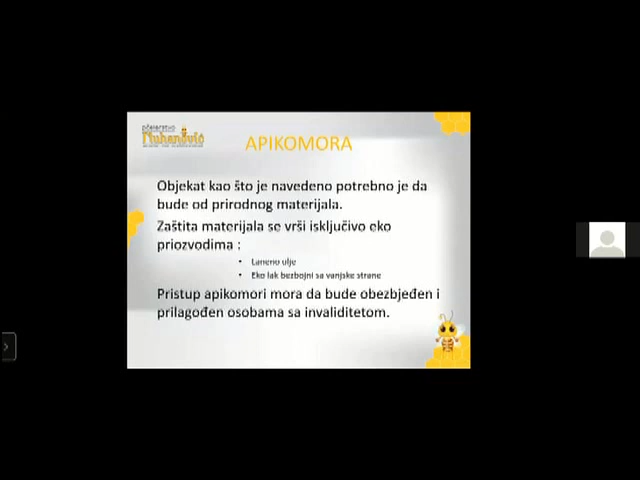 pčelarstvo
Muhanović
APIKOMORA
Objekat kao što je navedeno potrebno je da
bude od prirodnog materijala.
Zaštita materijala se vrši isključivo eko
priozvodima :
• Laneno ulje
• Eko lak bezbojni sa vanjske strane
Pristup apikomori mora da bude obezbjeđen i
prilagođen osobama sa invaliditetom.